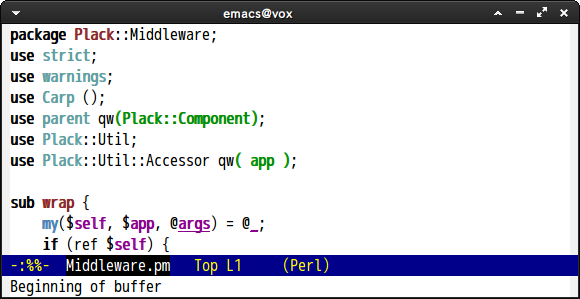 emacs@vox
package Plack::Middleware;
use strict;
use warnings;
use Carp ();
use parent qw(Plack::Component);
use Plack::Util;
use Plack::Util::Accessor qw( app );
sub wrap {
    my($self, $app, @args) = @_;
    if (ref $self) {
-:%%-  Middleware.pm   Top L1     (Perl)
Beginning of buffer